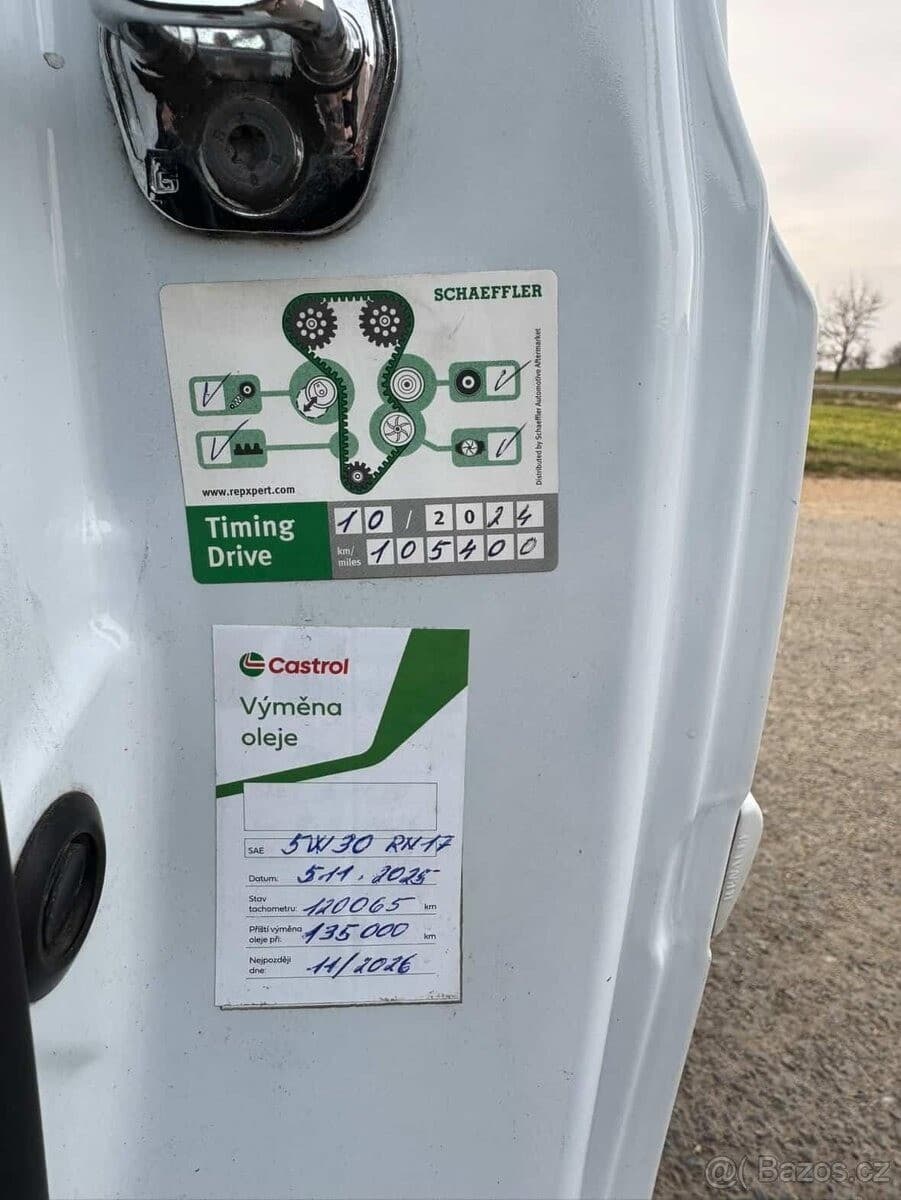 SCHAEFFLER
Distributed by Schaeffler Automotive Aftermarket
www.repxpert.com
Timing
Drive
10 / 2024
km/
miles
105400
Castrol
Výměna
oleje
SAE 5W30 RN17
Datum: 5.11.2025
Stav
tachometru: 120065 km
Příští výměna
oleje při: 135000 km
Nejpozději
dne: 11/2026
@( Bazos.cz